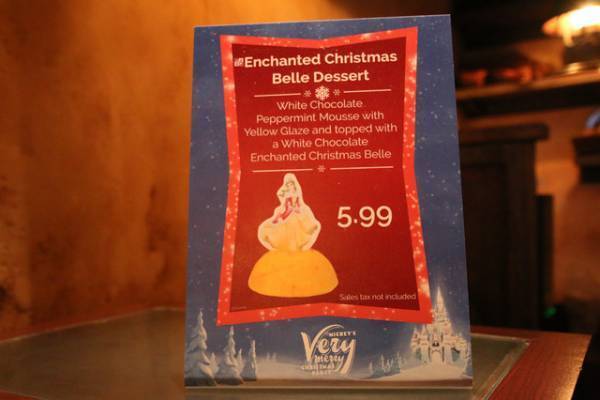 Enchanted Christmas
Belle Dessert
White Chocolate
Peppermint Mousse with
Yellow Glaze and topped with
a White Chocolate
Enchanted Christmas Belle
5.99
Sales tax not included
MICKEY'S
Very
Merry
CHRISTMAS
PARTY